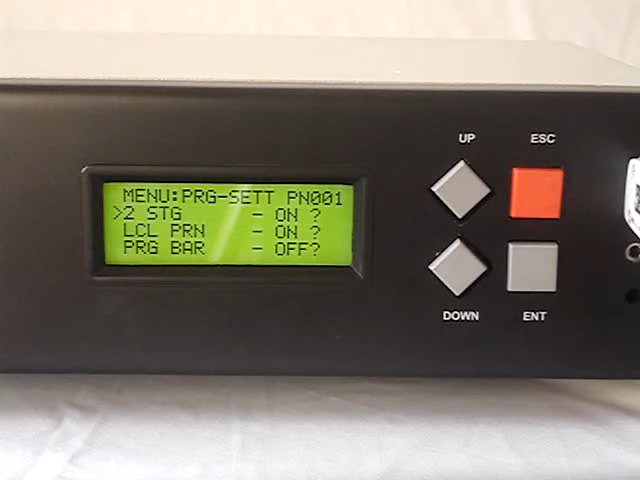 MENU:PRG-SETT PN001
>2 STG - ON ?
LCL PRN - ON ?
PRG BAR - OFF?
UP
ESC
DOWN
ENT